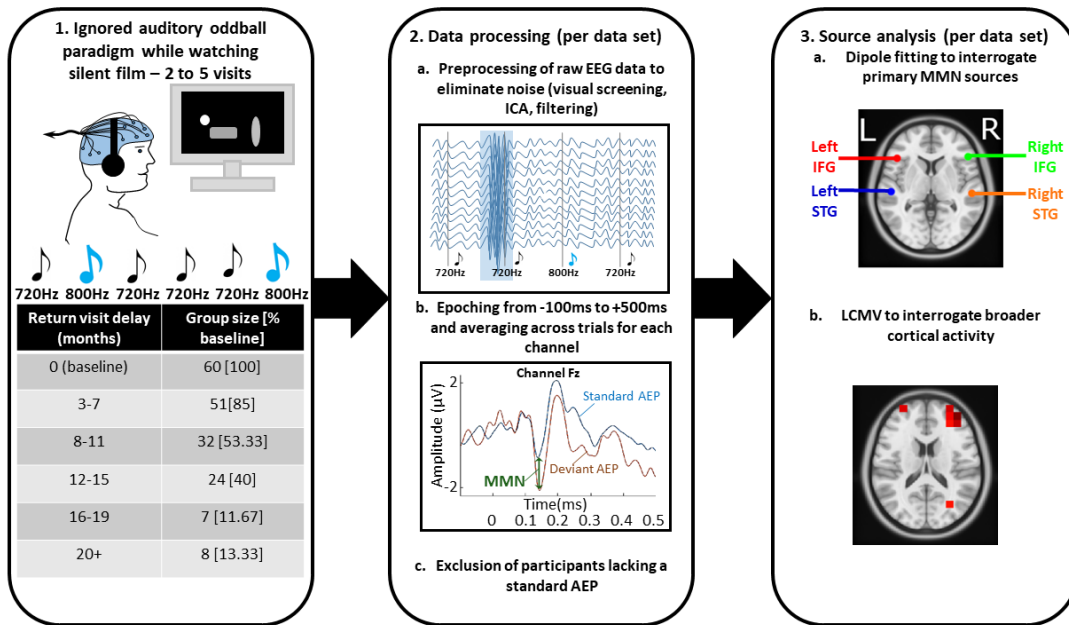 1. Ignored auditory oddball
paradigm while watching
silent film – 2 to 5 visits
720Hz 800Hz 720Hz 720Hz 720Hz 800Hz
Return visit delay
(months)
Group size [%
baseline]
0 (baseline)
60 [100]
3-7
51[85]
8-11
32 [53.33]
12-15
24 [40]
16-19
7 [11.67]
20+
8 [13.33]
2. Data processing (per data set)
a. Preprocessing of raw EEG data to
eliminate noise (visual screening,
ICA, filtering)
720Hz 720Hz 800Hz 720Hz
b. Epoching from -100ms to +500ms
and averaging across trials for each
channel
Channel Fz
Amplitude (μV)
2
-2
Standard AEP
Deviant AEP
MMN
Time(ms)
0 0.1 0.2 0.3 0.4 0.5
c. Exclusion of participants lacking a
standard AEP
3. Source analysis (per data set)
a. Dipole fitting to interrogate
primary MMN sources
L R
Left
IFG
Right
IFG
Left
STG
Right
STG
b. LCMV to interrogate broader
cortical activity